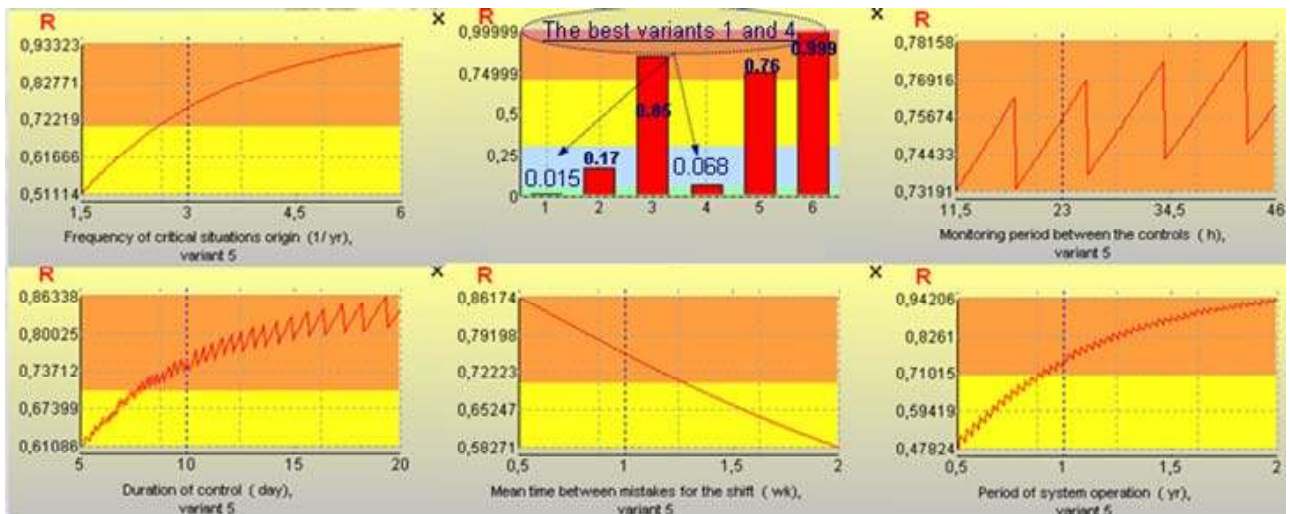 R
0,93323
0,82771
0,72219
0,61666
0,51114
1,5
3
4,5
6
Frequency of critical situations origin (1/ yr),
variant 5
x
R
The best variants 1 and 4
0,99999
0,74999
0,5
0,25
0
0.015
0.17
0.85
0.068
0.76
0.999
1
2
3
4
5
6
x
R
0,78158
0,76916
0,75674
0,74433
0,73191
11,5
23
34,5
46
Monitoring period between the controls ( h),
variant 5
R
0,86338
0,80025
0,73712
0,67399
0,61086
5
10
15
20
Duration of control ( day),
variant 5
x
R
0,86174
0,79198
0,72223
0,65247
0,58271
0,5
1
1,5
2
Mean time between mistakes for the shift ( wk),
variant 5
x
R
0,94206
0,8261
0,71015
0,59419
0,47824
0,5
1
1,5
2
Period of system operation ( yr),
variant 5